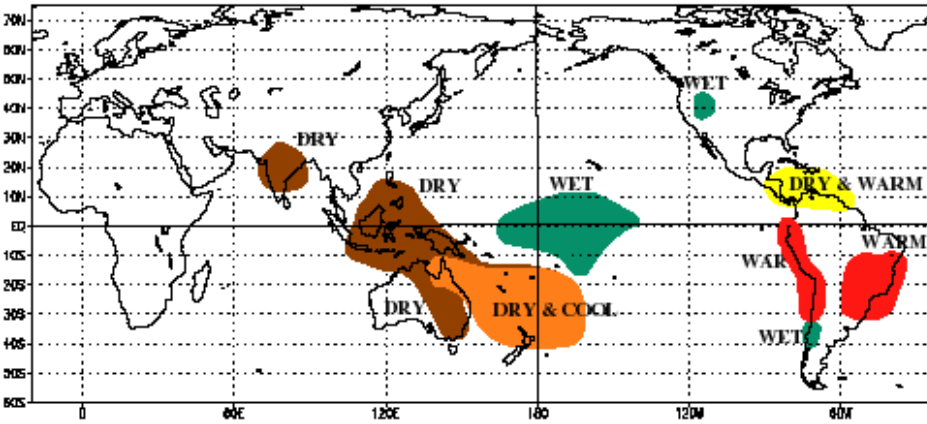 70N
60N
50N
40N
30N
20N
10N
EQ
10S
20S
30S
40S
50S
60S
WET
DRY
DRY
WET
DRY & WARM
WARM
WAR
DRY
DRY & COOL
WET
0
60E
120E
180
120W
60W